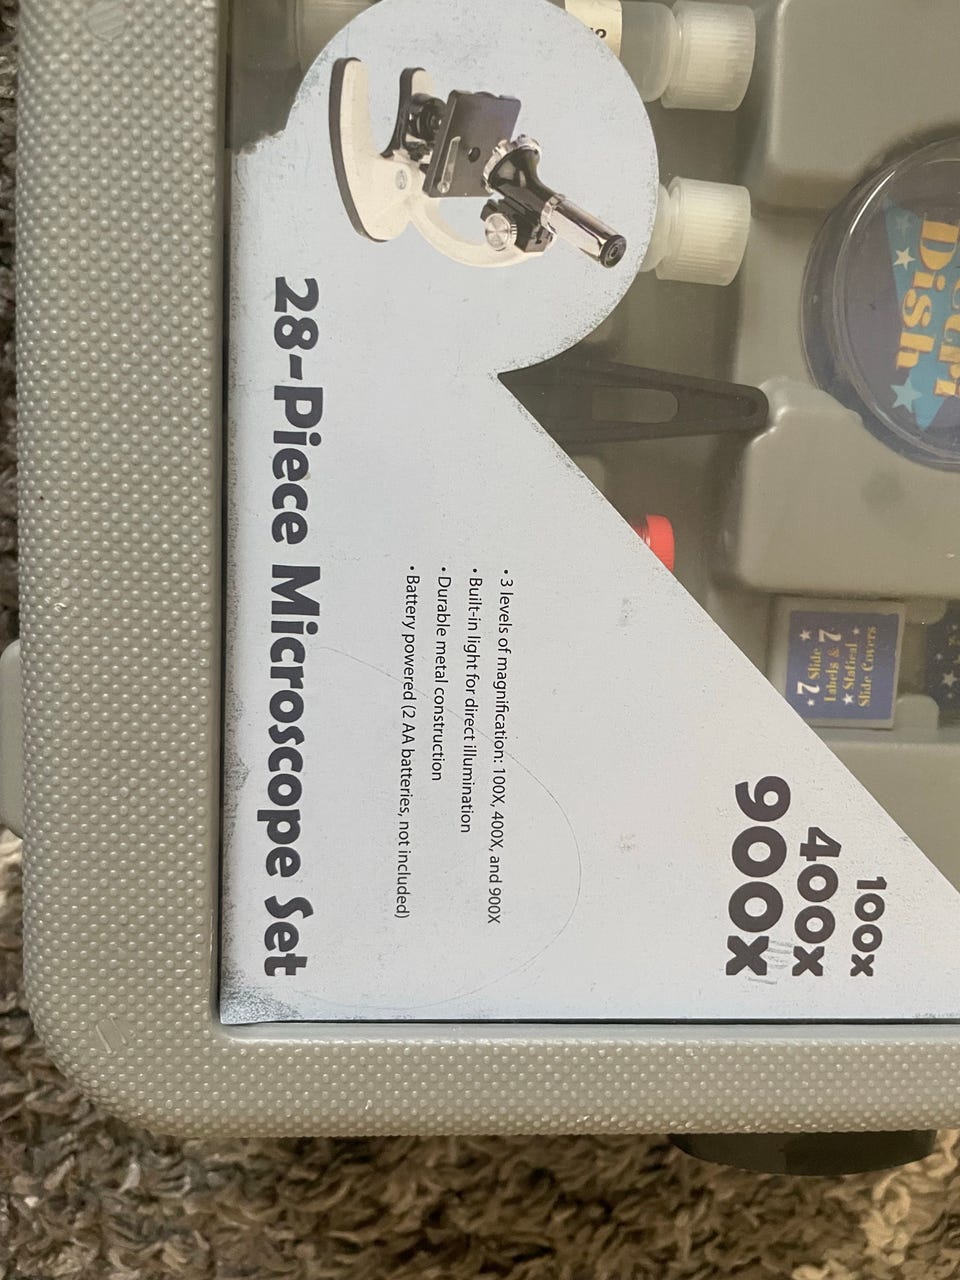 100x
400x
900x
• 3 levels of magnification: 100X, 400X, and 900X
• Built-in light for direct illumination
• Durable metal construction
• Battery powered (2 AA batteries, not included)
28-Piece Microscope Set
Dish
Slide Covers
★ Statical ★
Labels &
7 Slide 7